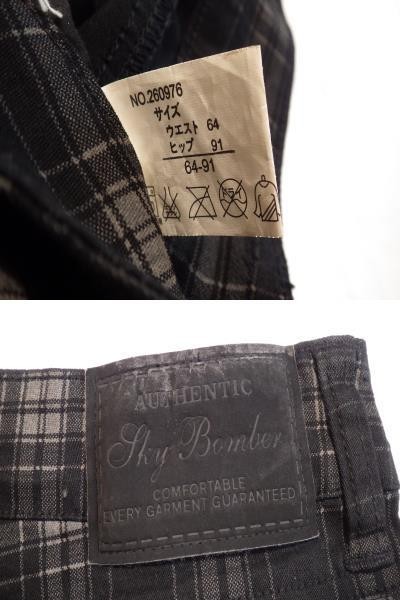 NO.260976
サイズ
ウエスト 64
ヒップ 91
64-91
AUTHENTIC
Sky Bomber
COMFORTABLE
EVERY GARMENT GUARANTEED